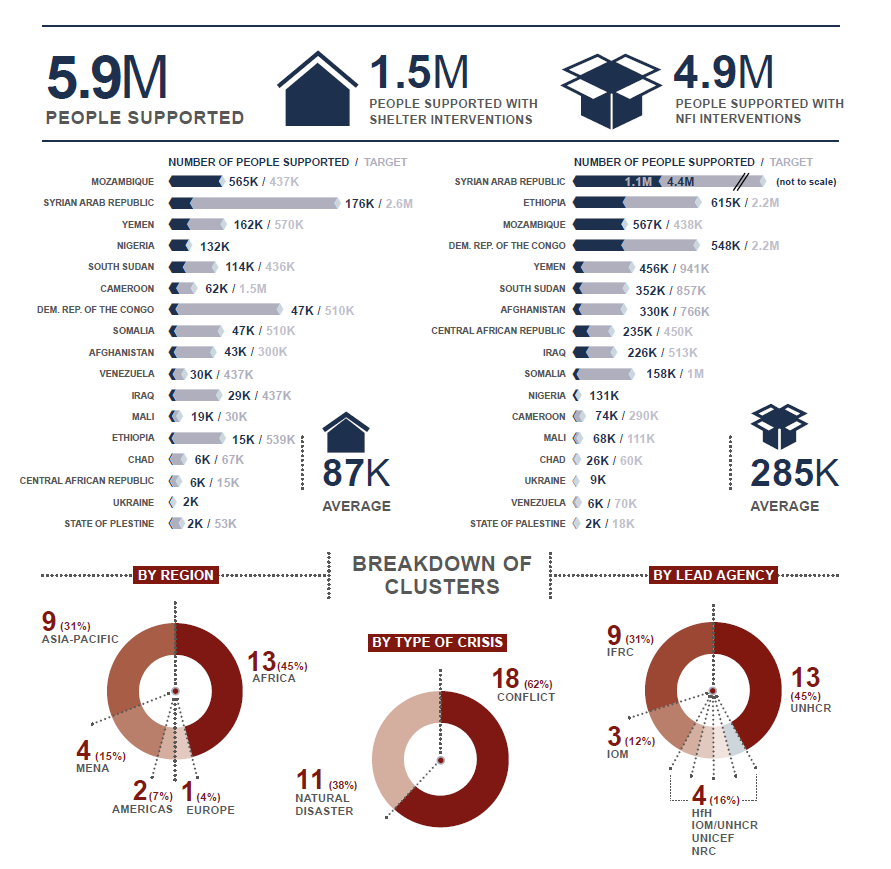 5.9M
PEOPLE SUPPORTED
1.5M
PEOPLE SUPPORTED WITH
SHELTER INTERVENTIONS
4.9M
PEOPLE SUPPORTED WITH
NFI INTERVENTIONS
NUMBER OF PEOPLE SUPPORTED / TARGET
MOZAMBIQUE 565K / 437K
SYRIAN ARAB REPUBLIC 176K / 2.6M
YEMEN 162K / 570K
NIGERIA 132K
SOUTH SUDAN 114K / 436K
CAMEROON 62K / 1.5M
DEM. REP. OF THE CONGO 47K / 510K
SOMALIA 47K / 510K
AFGHANISTAN 43K / 300K
VENEZUELA 30K / 437K
IRAQ 29K / 437K
MALI 19K / 30K
ETHIOPIA 15K / 539K
CHAD 6K / 67K
CENTRAL AFRICAN REPUBLIC 6K / 15K
UKRAINE 2K
STATE OF PLESTINE 2K / 53K
87K
AVERAGE
NUMBER OF PEOPLE SUPPORTED / TARGET
SYRIAN ARAB REPUBLIC 1.1M 4.4M (not to scale)
ETHIOPIA 615K / 2.2M
MOZAMBIQUE 567K / 438K
DEM. REP. OF THE CONGO 548K / 2.2M
YEMEN 456K / 941K
SOUTH SUDAN 352K / 857K
AFGHANISTAN 330K / 766K
CENTRAL AFRICAN REPUBLIC 235K / 450K
IRAQ 226K / 513K
SOMALIA 158K / 1M
NIGERIA 131K
CAMEROON 74K / 290K
MALI 68K / 111K
CHAD 26K / 60K
UKRAINE 9K
VENEZUELA 6K / 70K
STATE OF PALESTINE 2K / 18K
285K
AVERAGE
BREAKDOWN OF
CLUSTERS
BY REGION
9 (31%)
ASIA-PACIFIC
13 (45%)
AFRICA
4 (15%)
MENA
2 (7%)
AMERICAS
1 (4%)
EUROPE
BY TYPE OF CRISIS
18 (62%)
CONFLICT
11 (38%)
NATURAL
DISASTER
BY LEAD AGENCY
9 (31%)
IFRC
13
(45%)
UNHCR
3 (12%)
IOM
4 (16%)
HfH
IOM/UNHCR
UNICEF
NRC